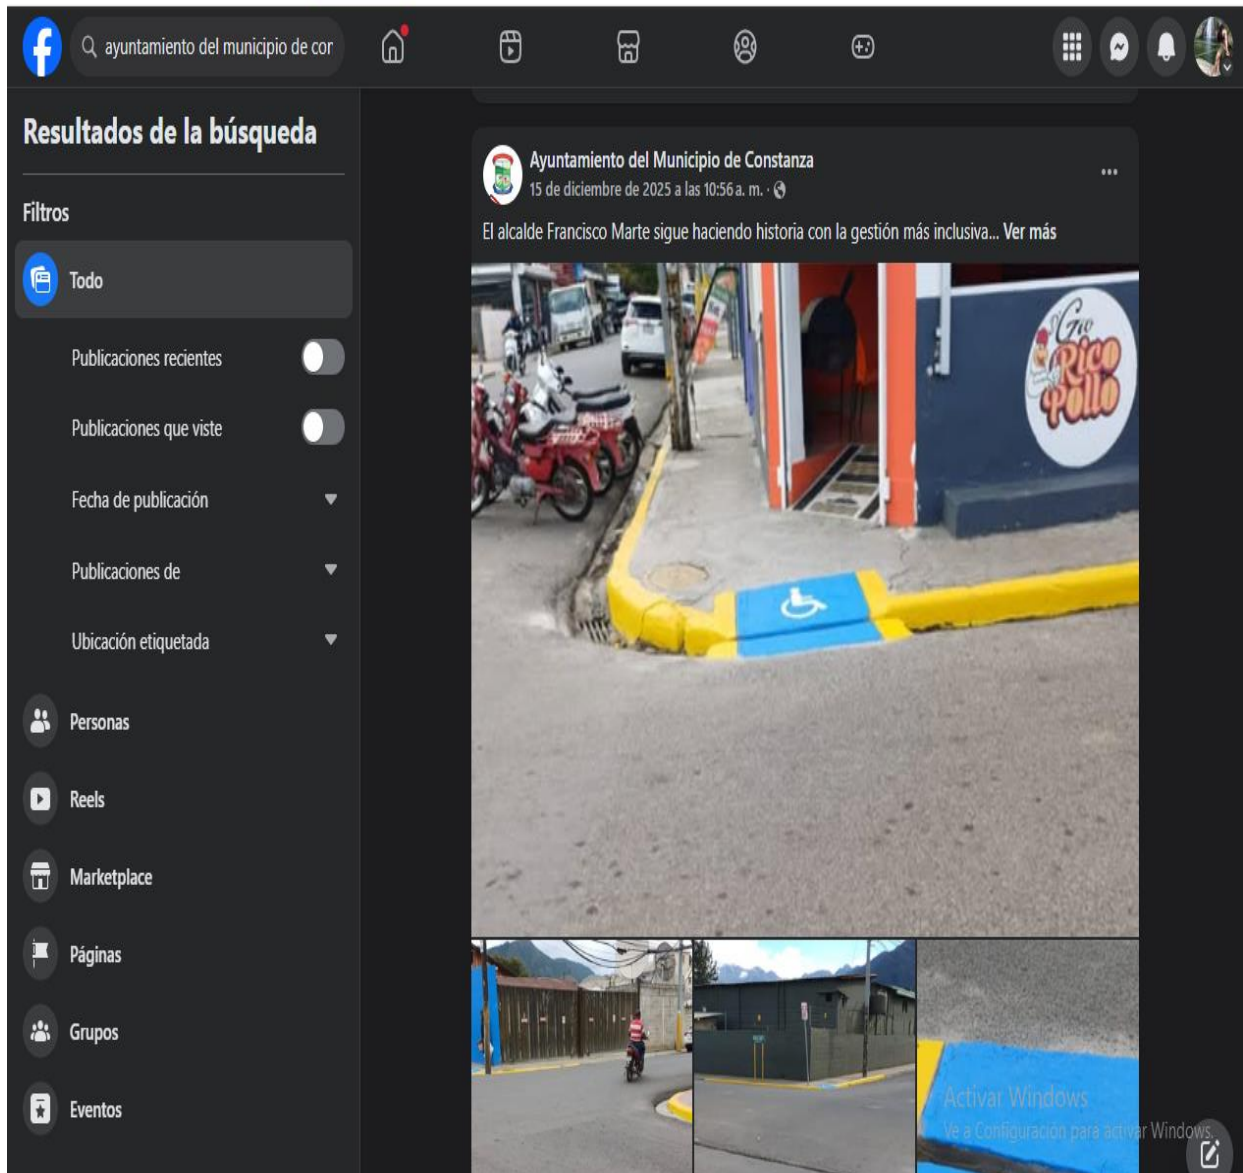 ayuntamiento del municipio de con
Resultados de la búsqueda
Filtros
Todo
Publicaciones recientes
Publicaciones que viste
Fecha de publicación
Publicaciones de
Ubicación etiquetada
Personas
Reels
Marketplace
Páginas
Grupos
Eventos
Ayuntamiento del Municipio de Constanza
15 de diciembre de 2025 a las 10:56 a. m.
El alcalde Francisco Marte sigue haciendo historia con la gestión más inclusiva... Ver más
Gio
Rico
Pollo
Activar Windows
Ve a Configuración para activar Windows.